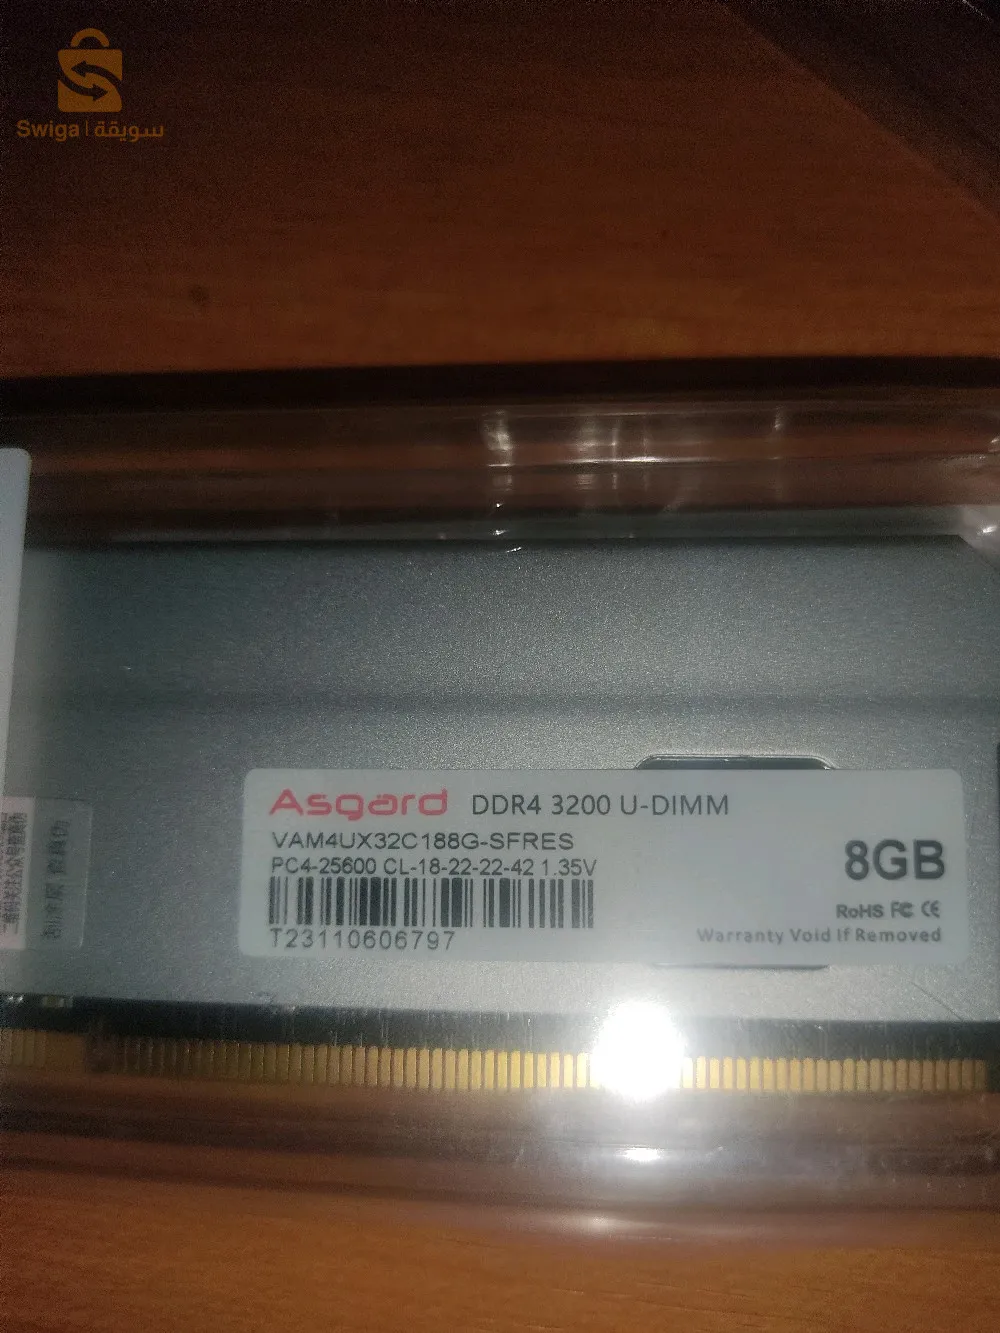 Swiga | سويقة
Asgard DDR4 3200 U-DIMM
VAM4UX32C188G-SFRES
PC4-25600 CL-18-22-22-42 1.35V
8GB
RoHS FC CE
T23110606797
Warranty Void If Removed